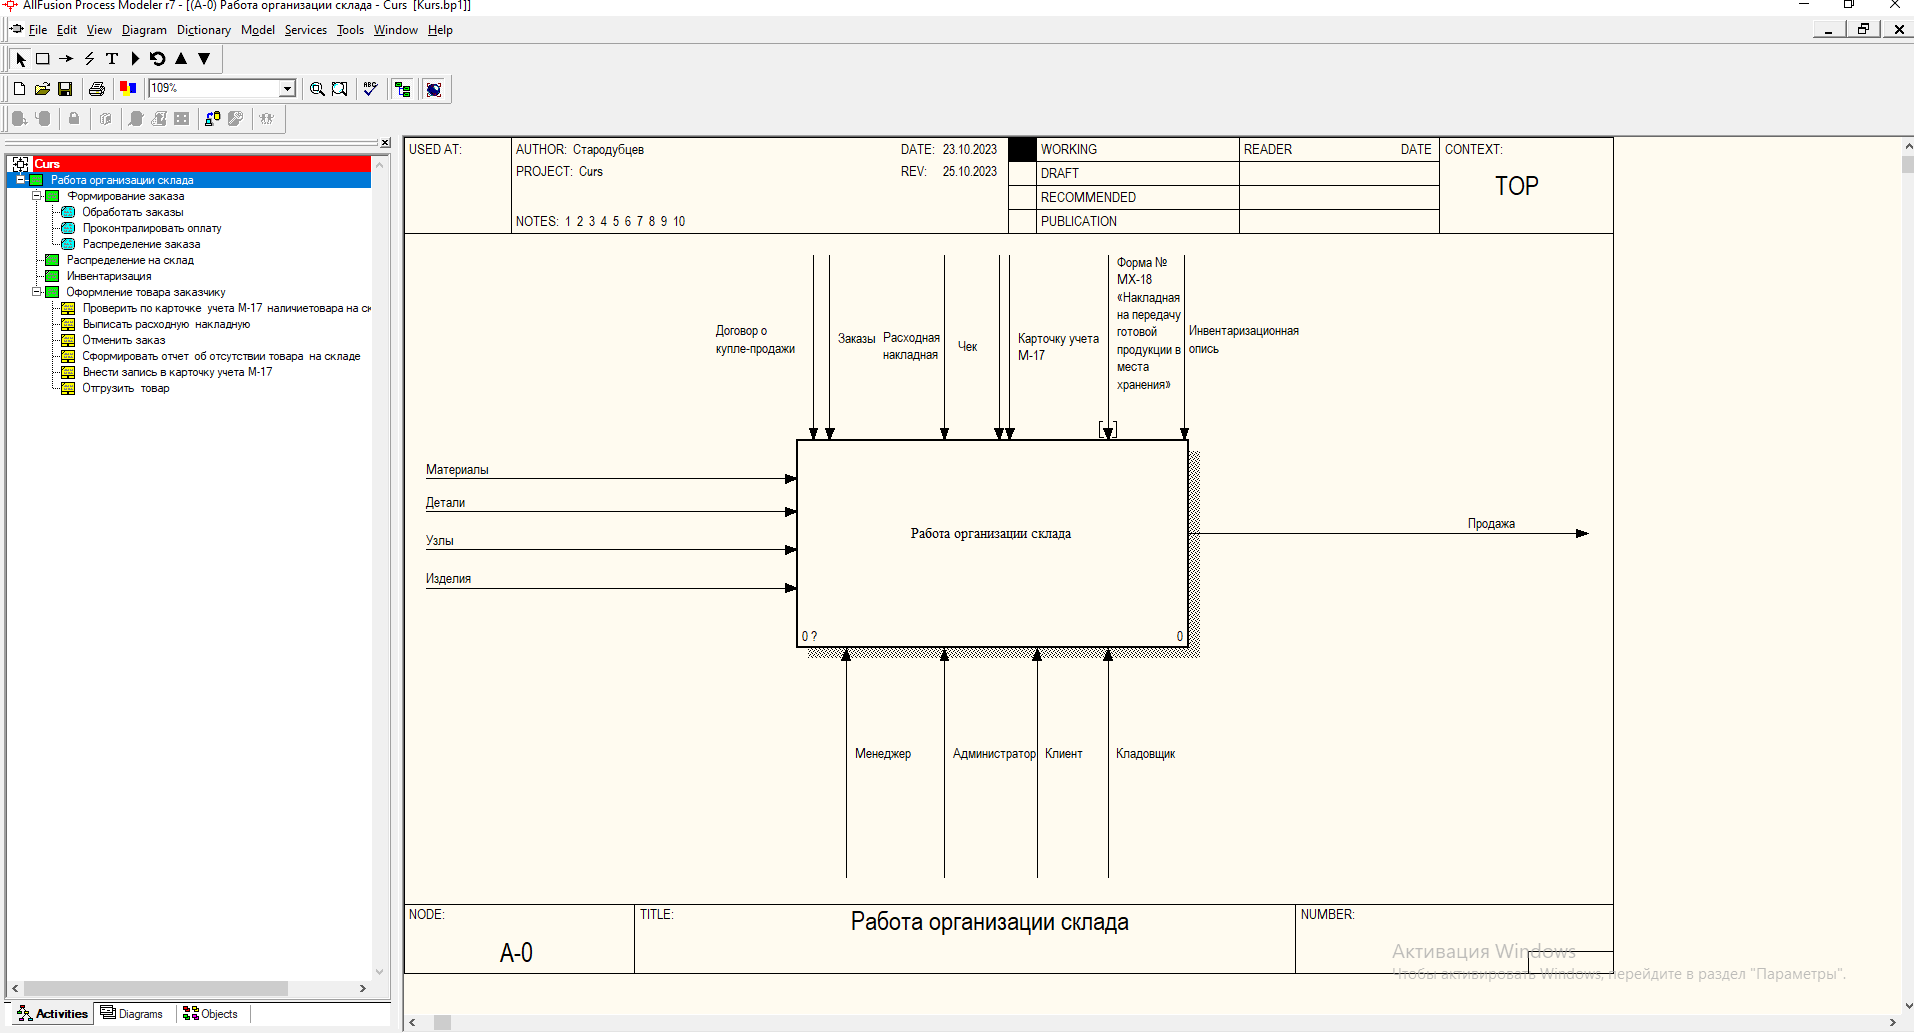 AllFusion Process Modeler r7 - [(A-0) Работа организации склада - Curs  [Kurs.bp1]]
File Edit View Diagram Dictionary Model Services Tools Window Help
109%
ABC
Curs
Работа организации склада
Формирование заказа
Обработать заказы
Проконтралировать оплату
Распределение заказа
Распределение на склад
Инвентаризация
Оформление товара заказчику
Проверить по карточке учета М-17 наличиетовара на ск
Выписать расходную накладную
Отменить заказ
Сформировать отчет об отсутствии товара на складе
Внести запись в карточку учета М-17
Отгрузить товар
Activities Diagrams Objects
USED AT:
AUTHOR: Стародубцев
DATE: 23.10.2023
PROJECT: Curs
REV: 25.10.2023
NOTES: 1 2 3 4 5 6 7 8 9 10
WORKING
DRAFT
RECOMMENDED
PUBLICATION
READER DATE
CONTEXT:
TOP
Договор о
купле-продажи
Заказы
Расходная
накладная
Чек
Карточку учета
М-17
Форма №
МХ-18
«Накладная
на передачу
готовой
продукции в
места
хранения»
Инвентаризационная
опись
Материалы
Детали
Узлы
Изделия
Работа организации склада
0 ?
0
Продажа
Менеджер
Администратор
Клиент
Кладовщик
NODE:
A-0
TITLE:
Работа организации склада
NUMBER:
Активация Windows
Чтобы активировать Windows, перейдите в раздел "Параметры".